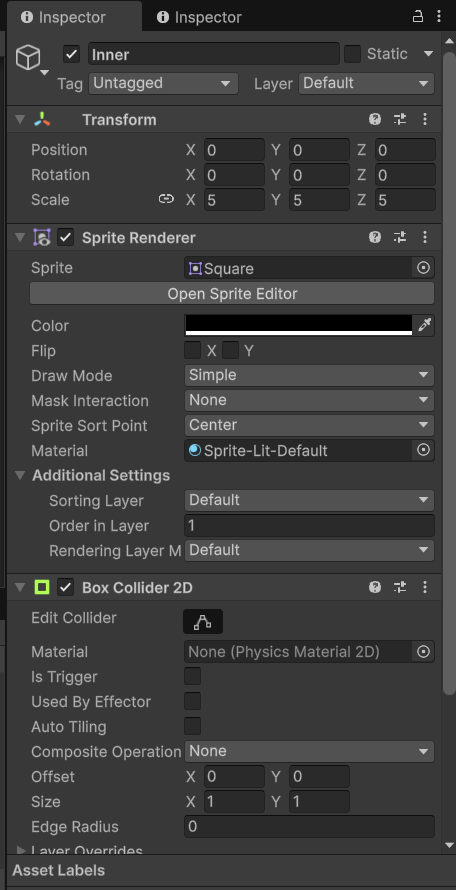 Inspector Inspector
Inner Static
Tag Untagged Layer Default
Transform
Position X 0 Y 0 Z 0
Rotation X 0 Y 0 Z 0
Scale X 5 Y 5 Z 5
Sprite Renderer
Sprite Square
Open Sprite Editor
Color
Flip X Y
Draw Mode Simple
Mask Interaction None
Sprite Sort Point Center
Material Sprite-Lit-Default
Additional Settings
Sorting Layer Default
Order in Layer 1
Rendering Layer M Default
Box Collider 2D
Edit Collider
Material None (Physics Material 2D)
Is Trigger
Used By Effector
Auto Tiling
Composite Operation None
Offset X 0 Y 0
Size X 1 Y 1
Edge Radius 0
Layer Overrides
Asset Labels